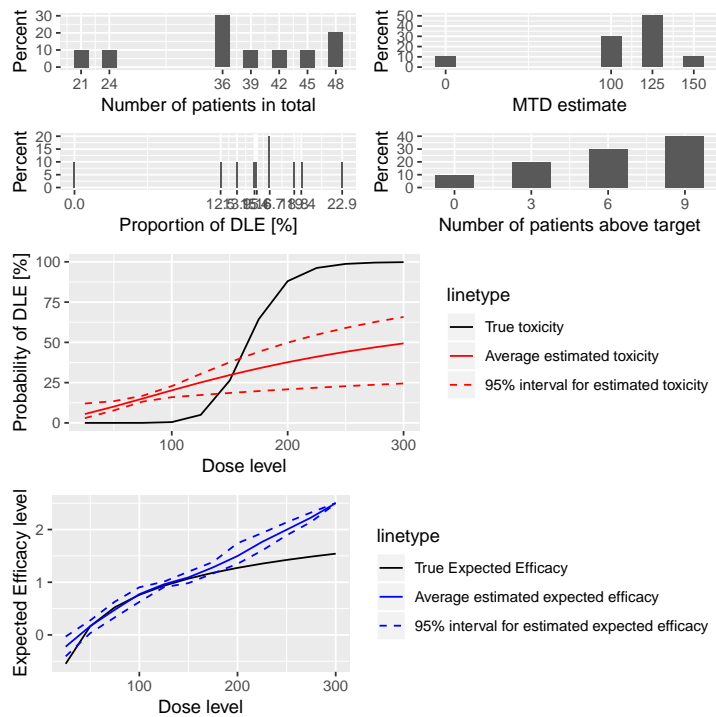 Percent
30
20
10
0
21 24 36 39 42 45 48
Number of patients in total
Percent
50
40
30
20
10
0
0 100 125 150
MTD estimate
Percent
20
15
10
5
0
0.0 22.9
Proportion of DLE [%]
Percent
40
30
20
10
0
0 3 6 9
Number of patients above target
Probability of DLE [%]
100
75
50
25
0
100 200 300
Dose level
linetype
True toxicity
Average estimated toxicity
95% interval for estimated toxicity
Expected Efficacy level
2
1
0
100 200 300
Dose level
linetype
True Expected Efficacy
Average estimated expected efficacy
95% interval for estimated expected efficacy